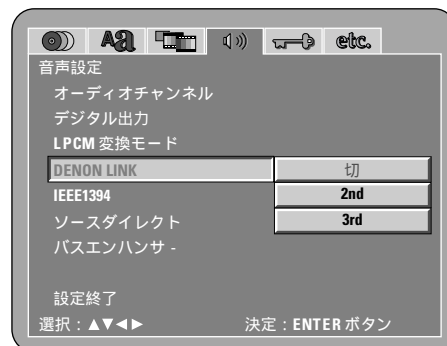 Aa etc.
音声設定
オーディオチャンネル
デジタル出力
LPCM 変換モード
DENON LINK 切
IEEE1394 2nd
ソースダイレクト 3rd
バスエンハンサ -
設定終了
選択:▲▼◄► 決定:ENTER ボタン